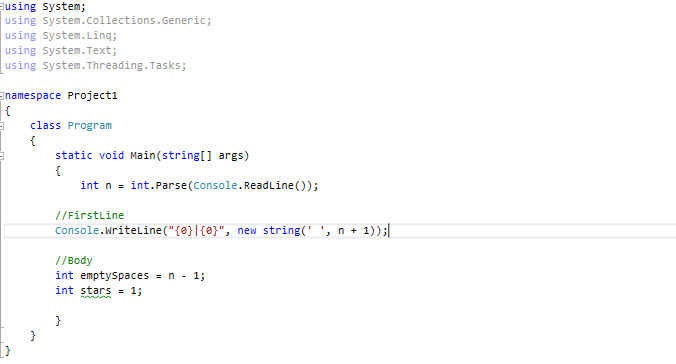 using System;
using System.Collections.Generic;
using System.Linq;
using System.Text;
using System.Threading.Tasks;
namespace Project1
{
class Program
{
static void Main(string[] args)
{
int n = int.Parse(Console.ReadLine());
//FirstLine
Console.WriteLine("{0}|{0}", new string(' ', n + 1));
//Body
int emptySpaces = n - 1;
int stars = 1;
}
}
}